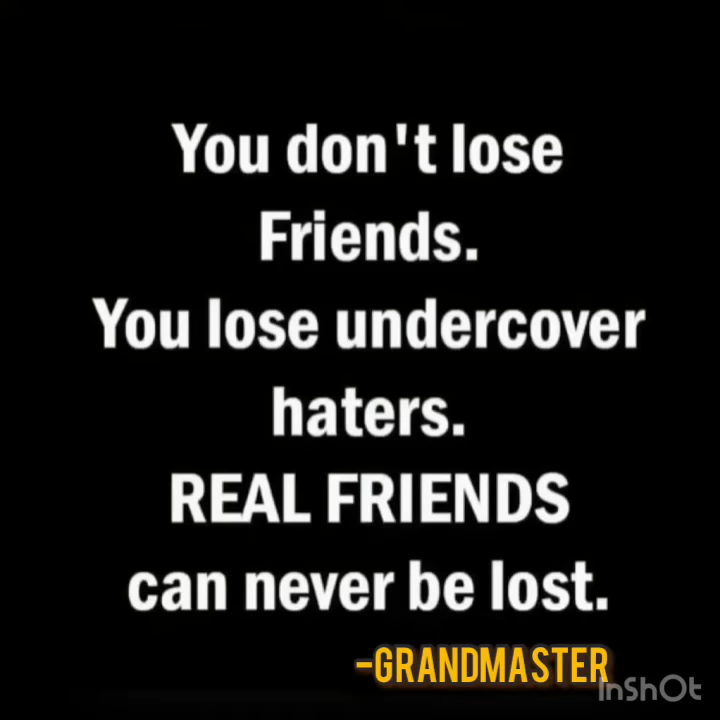 You don't lose
Friends.
You lose undercover
haters.
REAL FRIENDS
can never be lost.
-GRANDMASTER
InShOt